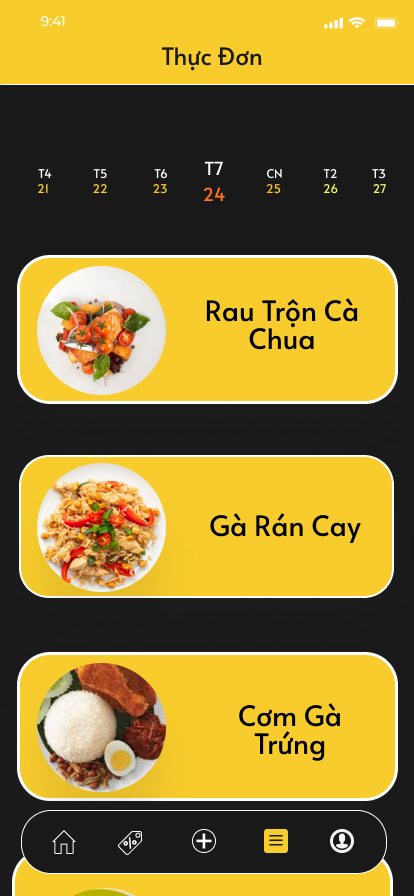 9:41
Thực Đơn
T4 T5 T6 T7 CN T2 T3
21 22 23 24 25 26 27
Rau Trộn Cà
Chua
Gà Rán Cay
Cơm Gà
Trứng